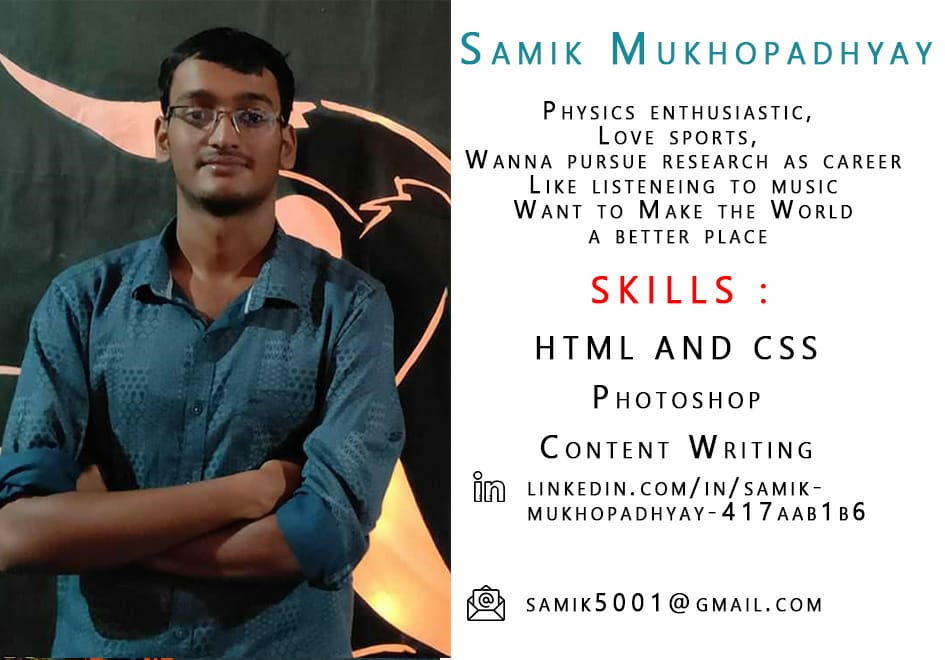 Samik Mukhopadhyay
Physics enthusiastic,
Love sports,
Wanna pursue research as career
Like listeneing to music
Want to Make the World
a better place
SKILLS :
HTML AND CSS
Photoshop
Content Writing
in linkedin.com/in/samik-
mukhopadhyay-417aab1b6
samik5001@gmail.com